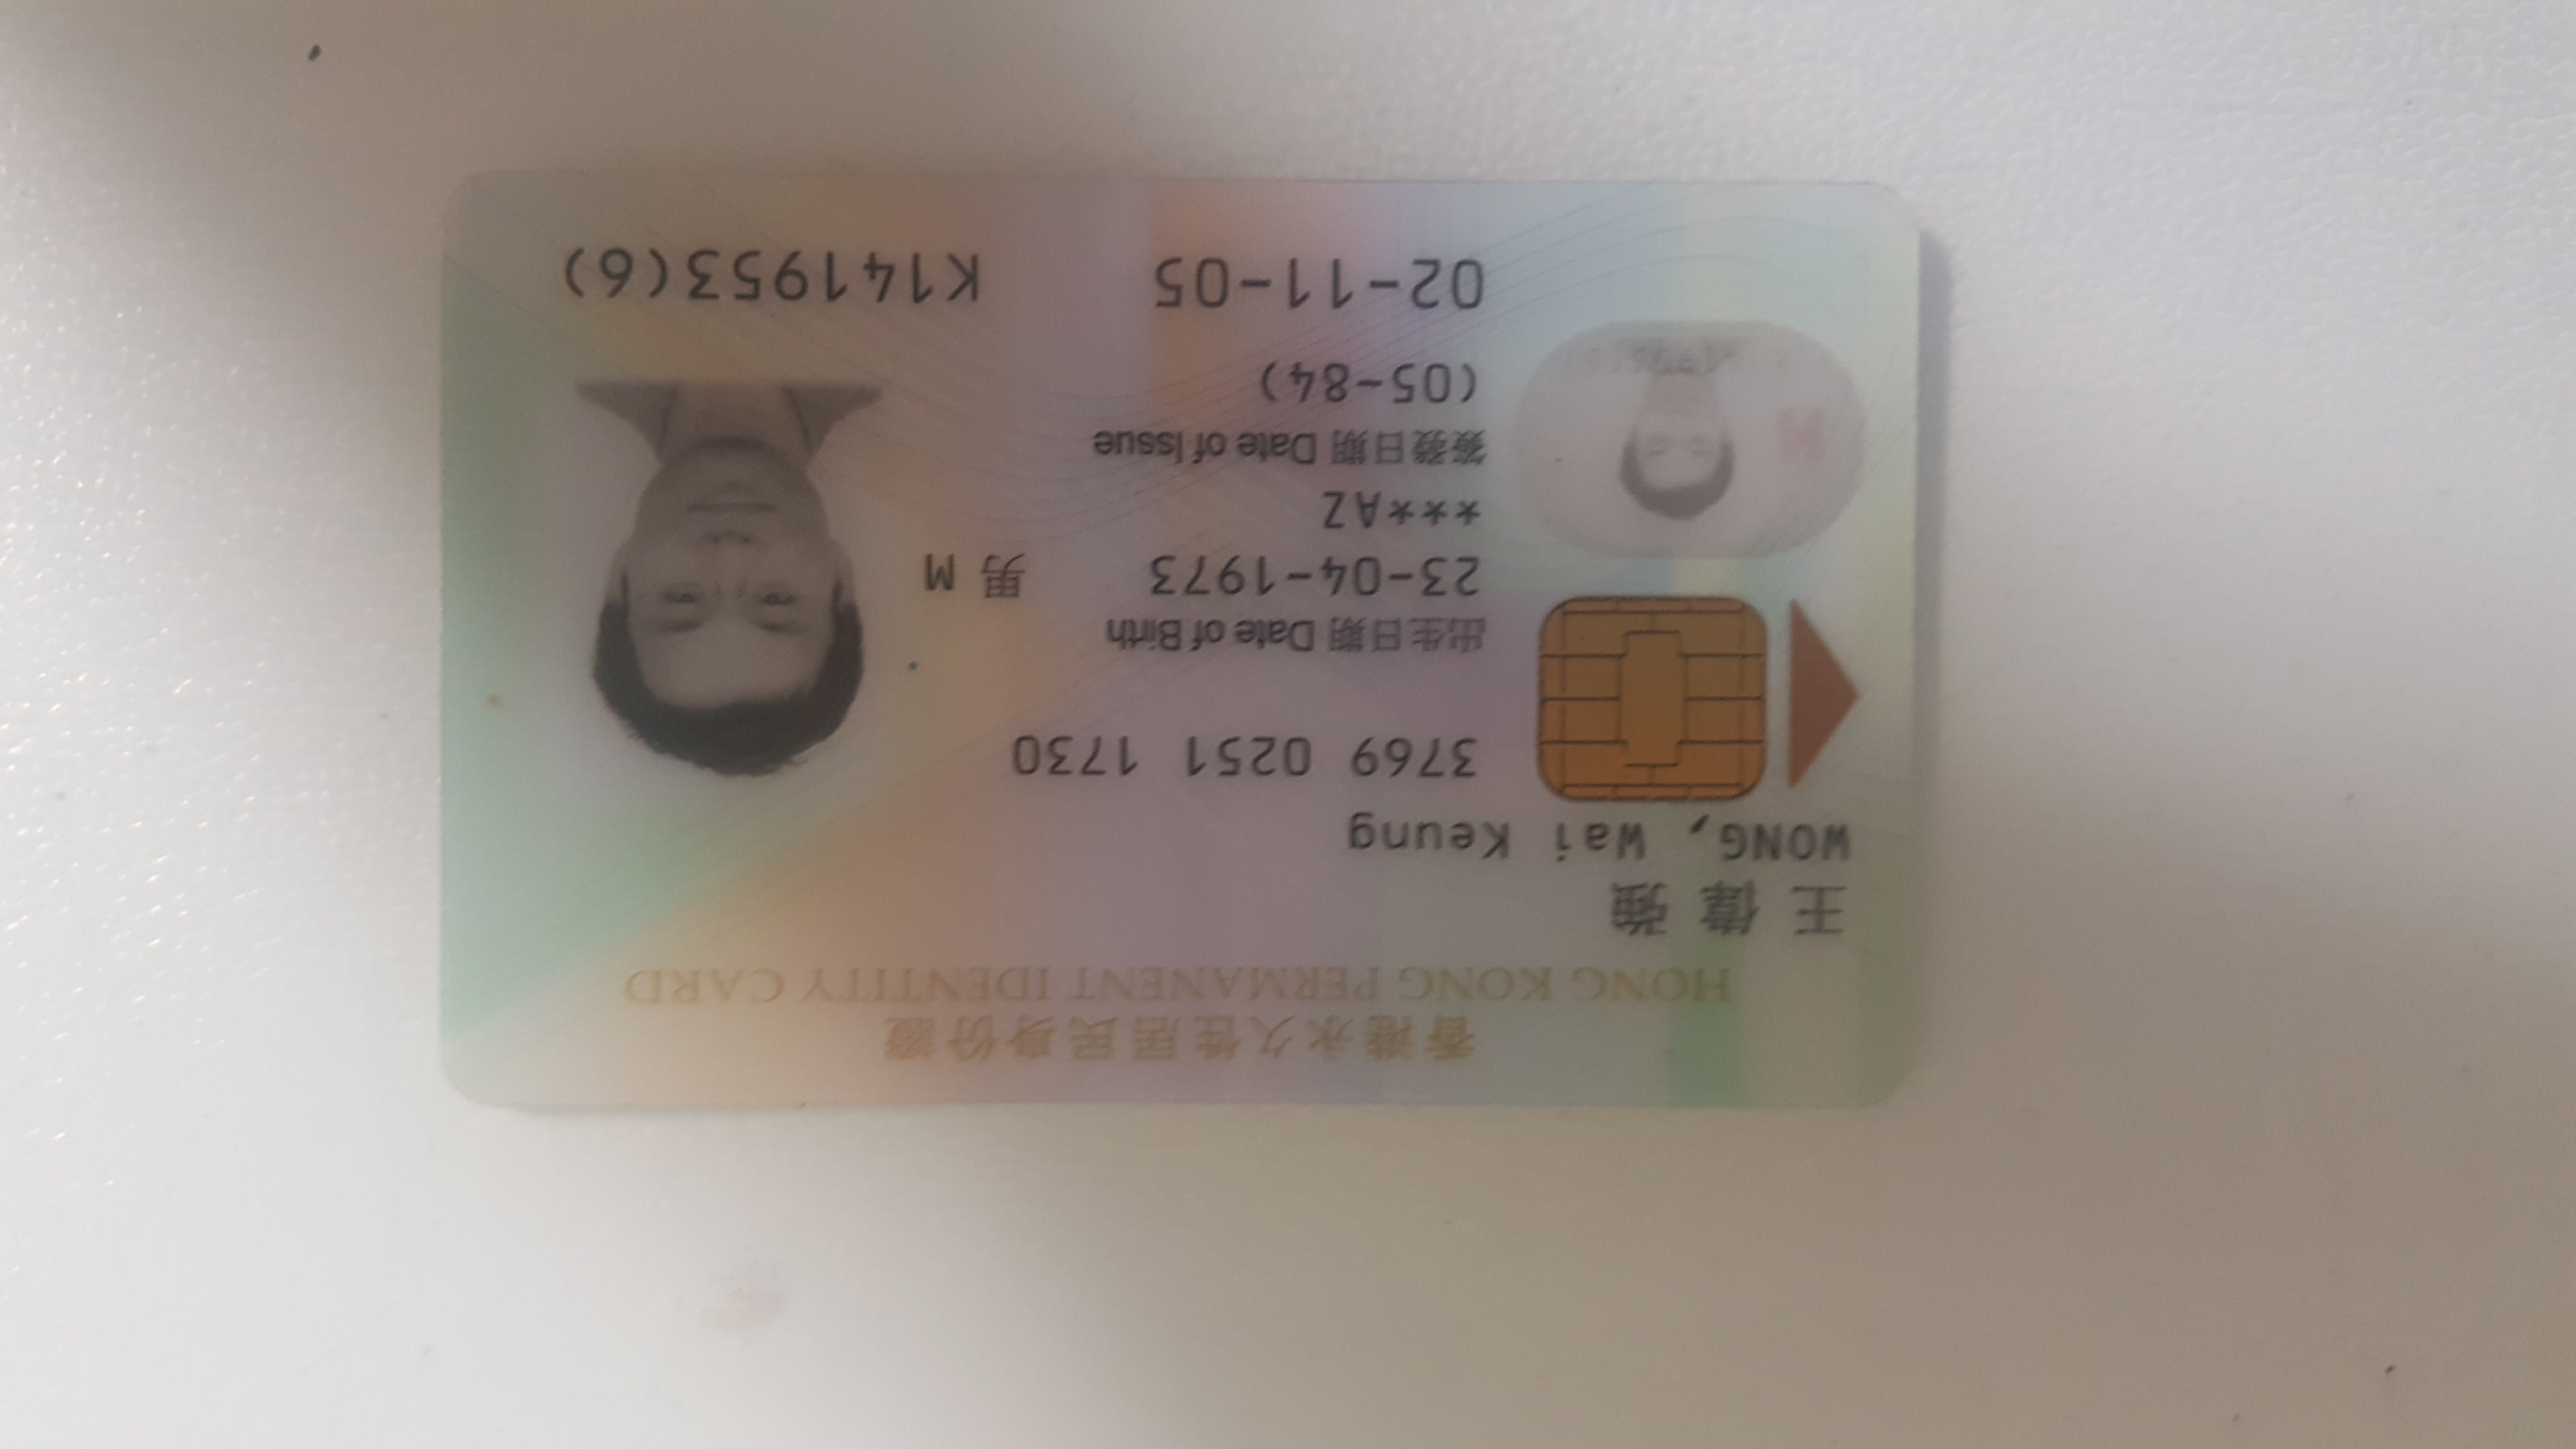 香港永久性居民身份證
HONG KONG PERMANENT IDENTITY CARD
王偉強
WONG, Wai Keung
3769 0251 1730
出生日期 Date of Birth
23-04-1973 男 M
***AZ
簽發日期 Date of Issue
(05-84)
02-11-05 K141953(6)